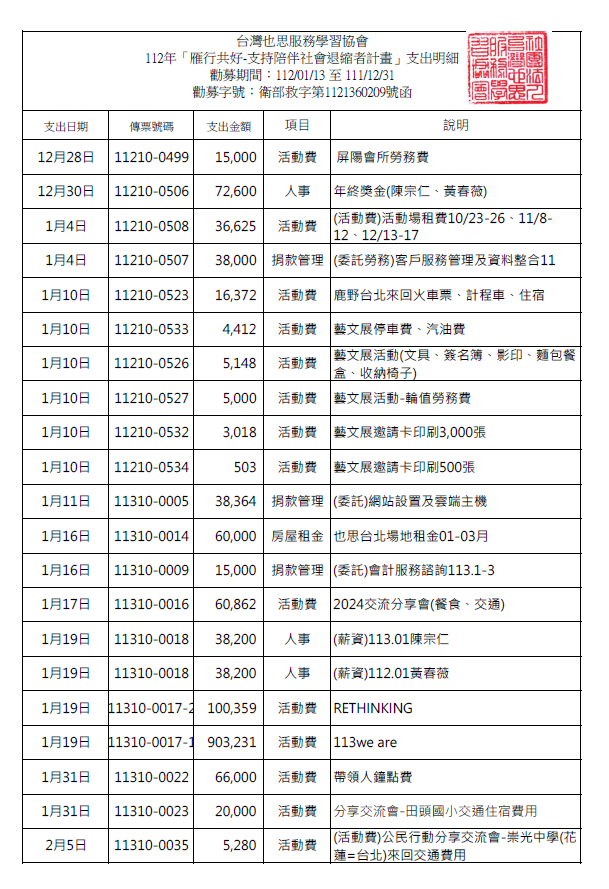 台灣也思服務學習協會
112年「雁行共好-支持陪伴社會退縮者計畫」支出明細
勸募期間：112/01/13 至 111/12/31
勸募字號：衛部救字第1121360209號函
支出日期 傳票號碼 支出金額 項目 說明
12月28日 11210-0499 15,000 活動費 屏陽會所勞務費
12月30日 11210-0506 72,600 人事 年終獎金(陳宗仁、黃春薇)
1月4日 11210-0508 36,625 活動費 (活動費)活動場租費10/23-26、11/8-
12、12/13-17
1月4日 11210-0507 38,000 捐款管理 (委託勞務)客戶服務管理及資料整合11
1月10日 11210-0523 16,372 活動費 鹿野台北來回火車票、計程車、住宿
1月10日 11210-0533 4,412 活動費 藝文展停車費、汽油費
1月10日 11210-0526 5,148 活動費 藝文展活動(文具、簽名簿、影印、麵包餐
盒、收納椅子)
1月10日 11210-0527 5,000 活動費 藝文展活動-輪值勞務費
1月10日 11210-0532 3,018 活動費 藝文展邀請卡印刷3,000張
1月10日 11210-0534 503 活動費 藝文展邀請卡印刷500張
1月11日 11310-0005 38,364 捐款管理 (委託)網站設置及雲端主機
1月16日 11310-0014 60,000 房屋租金 也思台北場地租金01-03月
1月16日 11310-0009 15,000 捐款管理 (委託)會計服務諮詢113.1-3
1月17日 11310-0016 60,862 活動費 2024交流分享會(餐食、交通)
1月19日 11310-0018 38,200 人事 (薪資)113.01陳宗仁
1月19日 11310-0018 38,200 人事 (薪資)112.01黃春薇
1月19日 11310-0017-2 100,359 活動費 RETHINKING
1月19日 11310-0017-1 903,231 活動費 113we are
1月31日 11310-0022 66,000 活動費 帶領人鐘點費
1月31日 11310-0023 20,000 活動費 分享交流會-田頭國小交通住宿費用
2月5日 11310-0035 5,280 活動費 (活動費)公民行動分享交流會-崇光中學(花
蓮=台北)來回交通費用